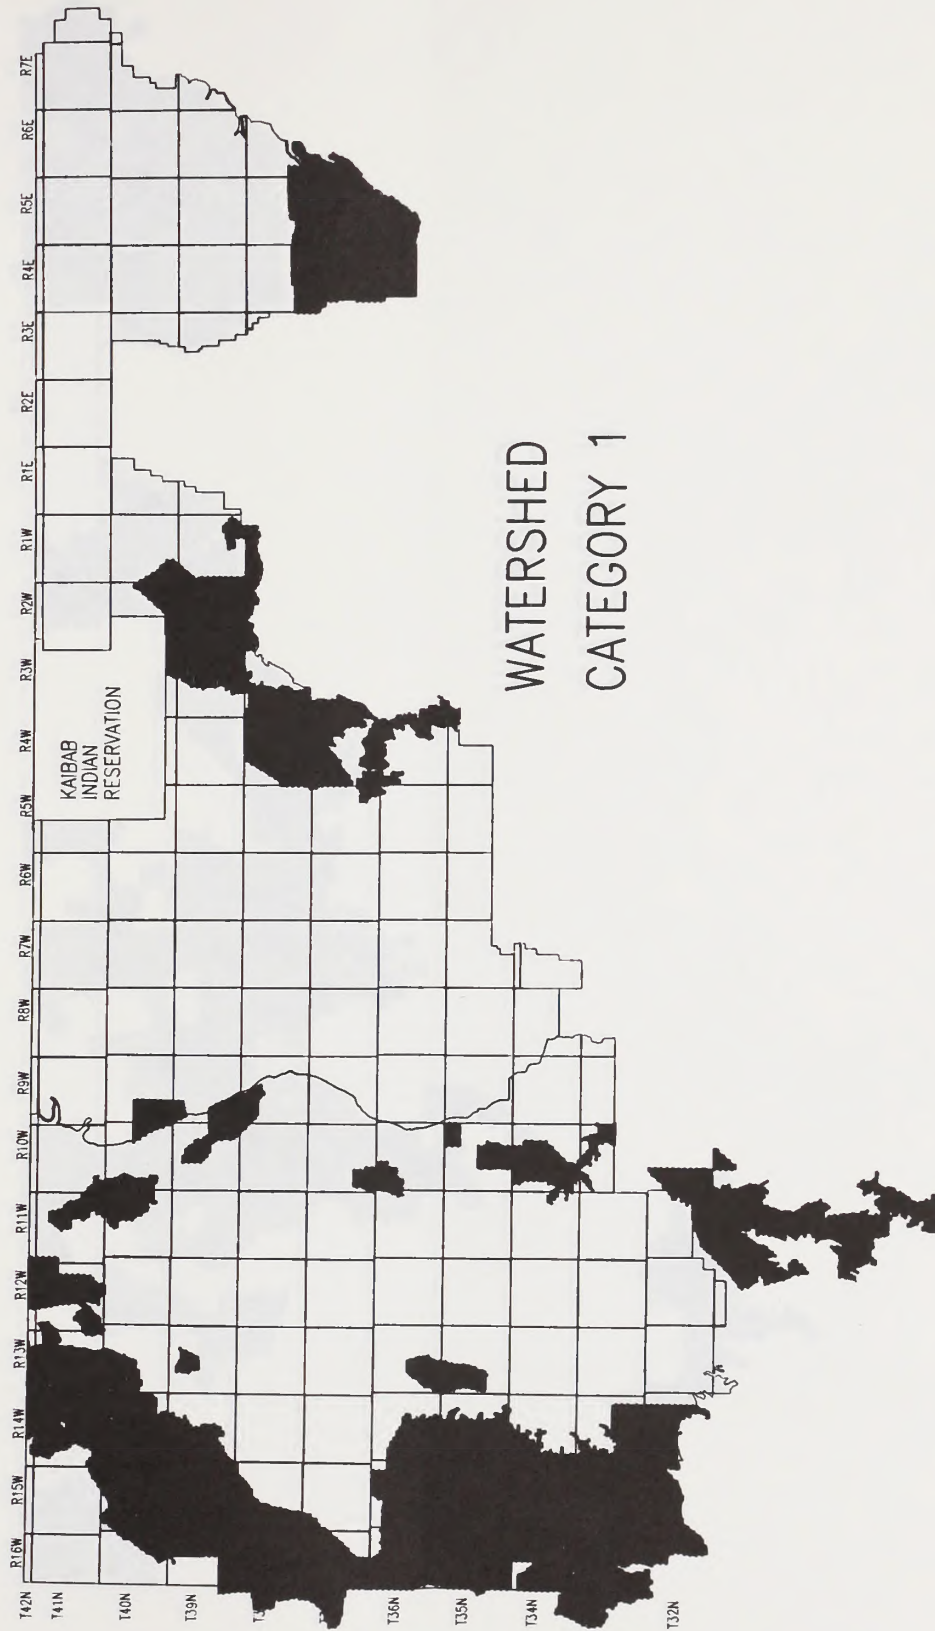 R16W R15W R14W R13W R12W R11W R10W R9W R8W R7W R6W R5W R4W R3W R2W R1W R1E R2E R3E R4E R5E R6E R7E
T42N
T41N
T40N
T39N
T36N
T35N
T34N
T32N
KAIBAB
INDIAN
RESERVATION
WATERSHED
CATEGORY 1